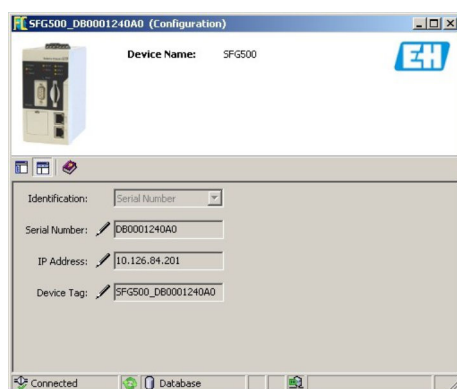 SFG500_DB0001240A0 (Configuration)
Device Name: SFG500
EH
Identification: Serial Number
Serial Number: DB0001240A0
IP Address: 10.126.84.201
Device Tag: SFG500_DB0001240A0
Connected Database